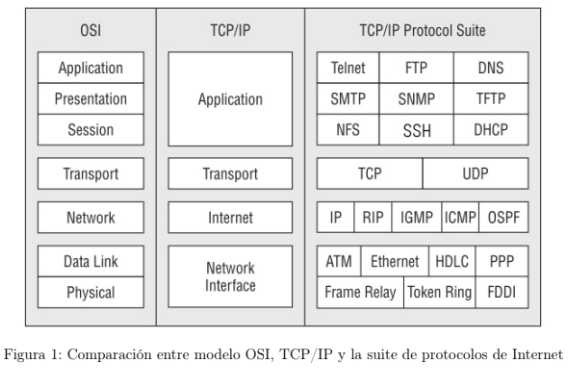 OSI
TCP/IP
TCP/IP Protocol Suite
Application
Presentation
Session
Application
Telnet FTP DNS
SMTP SNMP TFTP
NFS SSH DHCP
Transport
Transport
TCP UDP
Network
Internet
IP RIP IGMP ICMP OSPF
Data Link
Physical
Network
Interface
ATM Ethernet HDLC PPP
Frame Relay Token Ring FDDI
Figura 1: Comparación entre modelo OSI, TCP/IP y la suite de protocolos de Internet